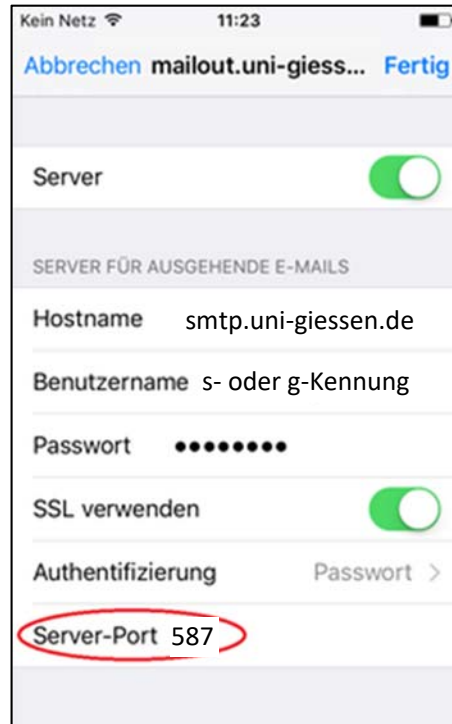 Kein Netz 11:23
Abbrechen mailout.uni-giess... Fertig
Server
SERVER FÜR AUSGEHENDE E-MAILS
Hostname smtp.uni-giessen.de
Benutzername s- oder g-Kennung
Passwort ••••••••
SSL verwenden
Authentifizierung Passwort >
Server-Port 587